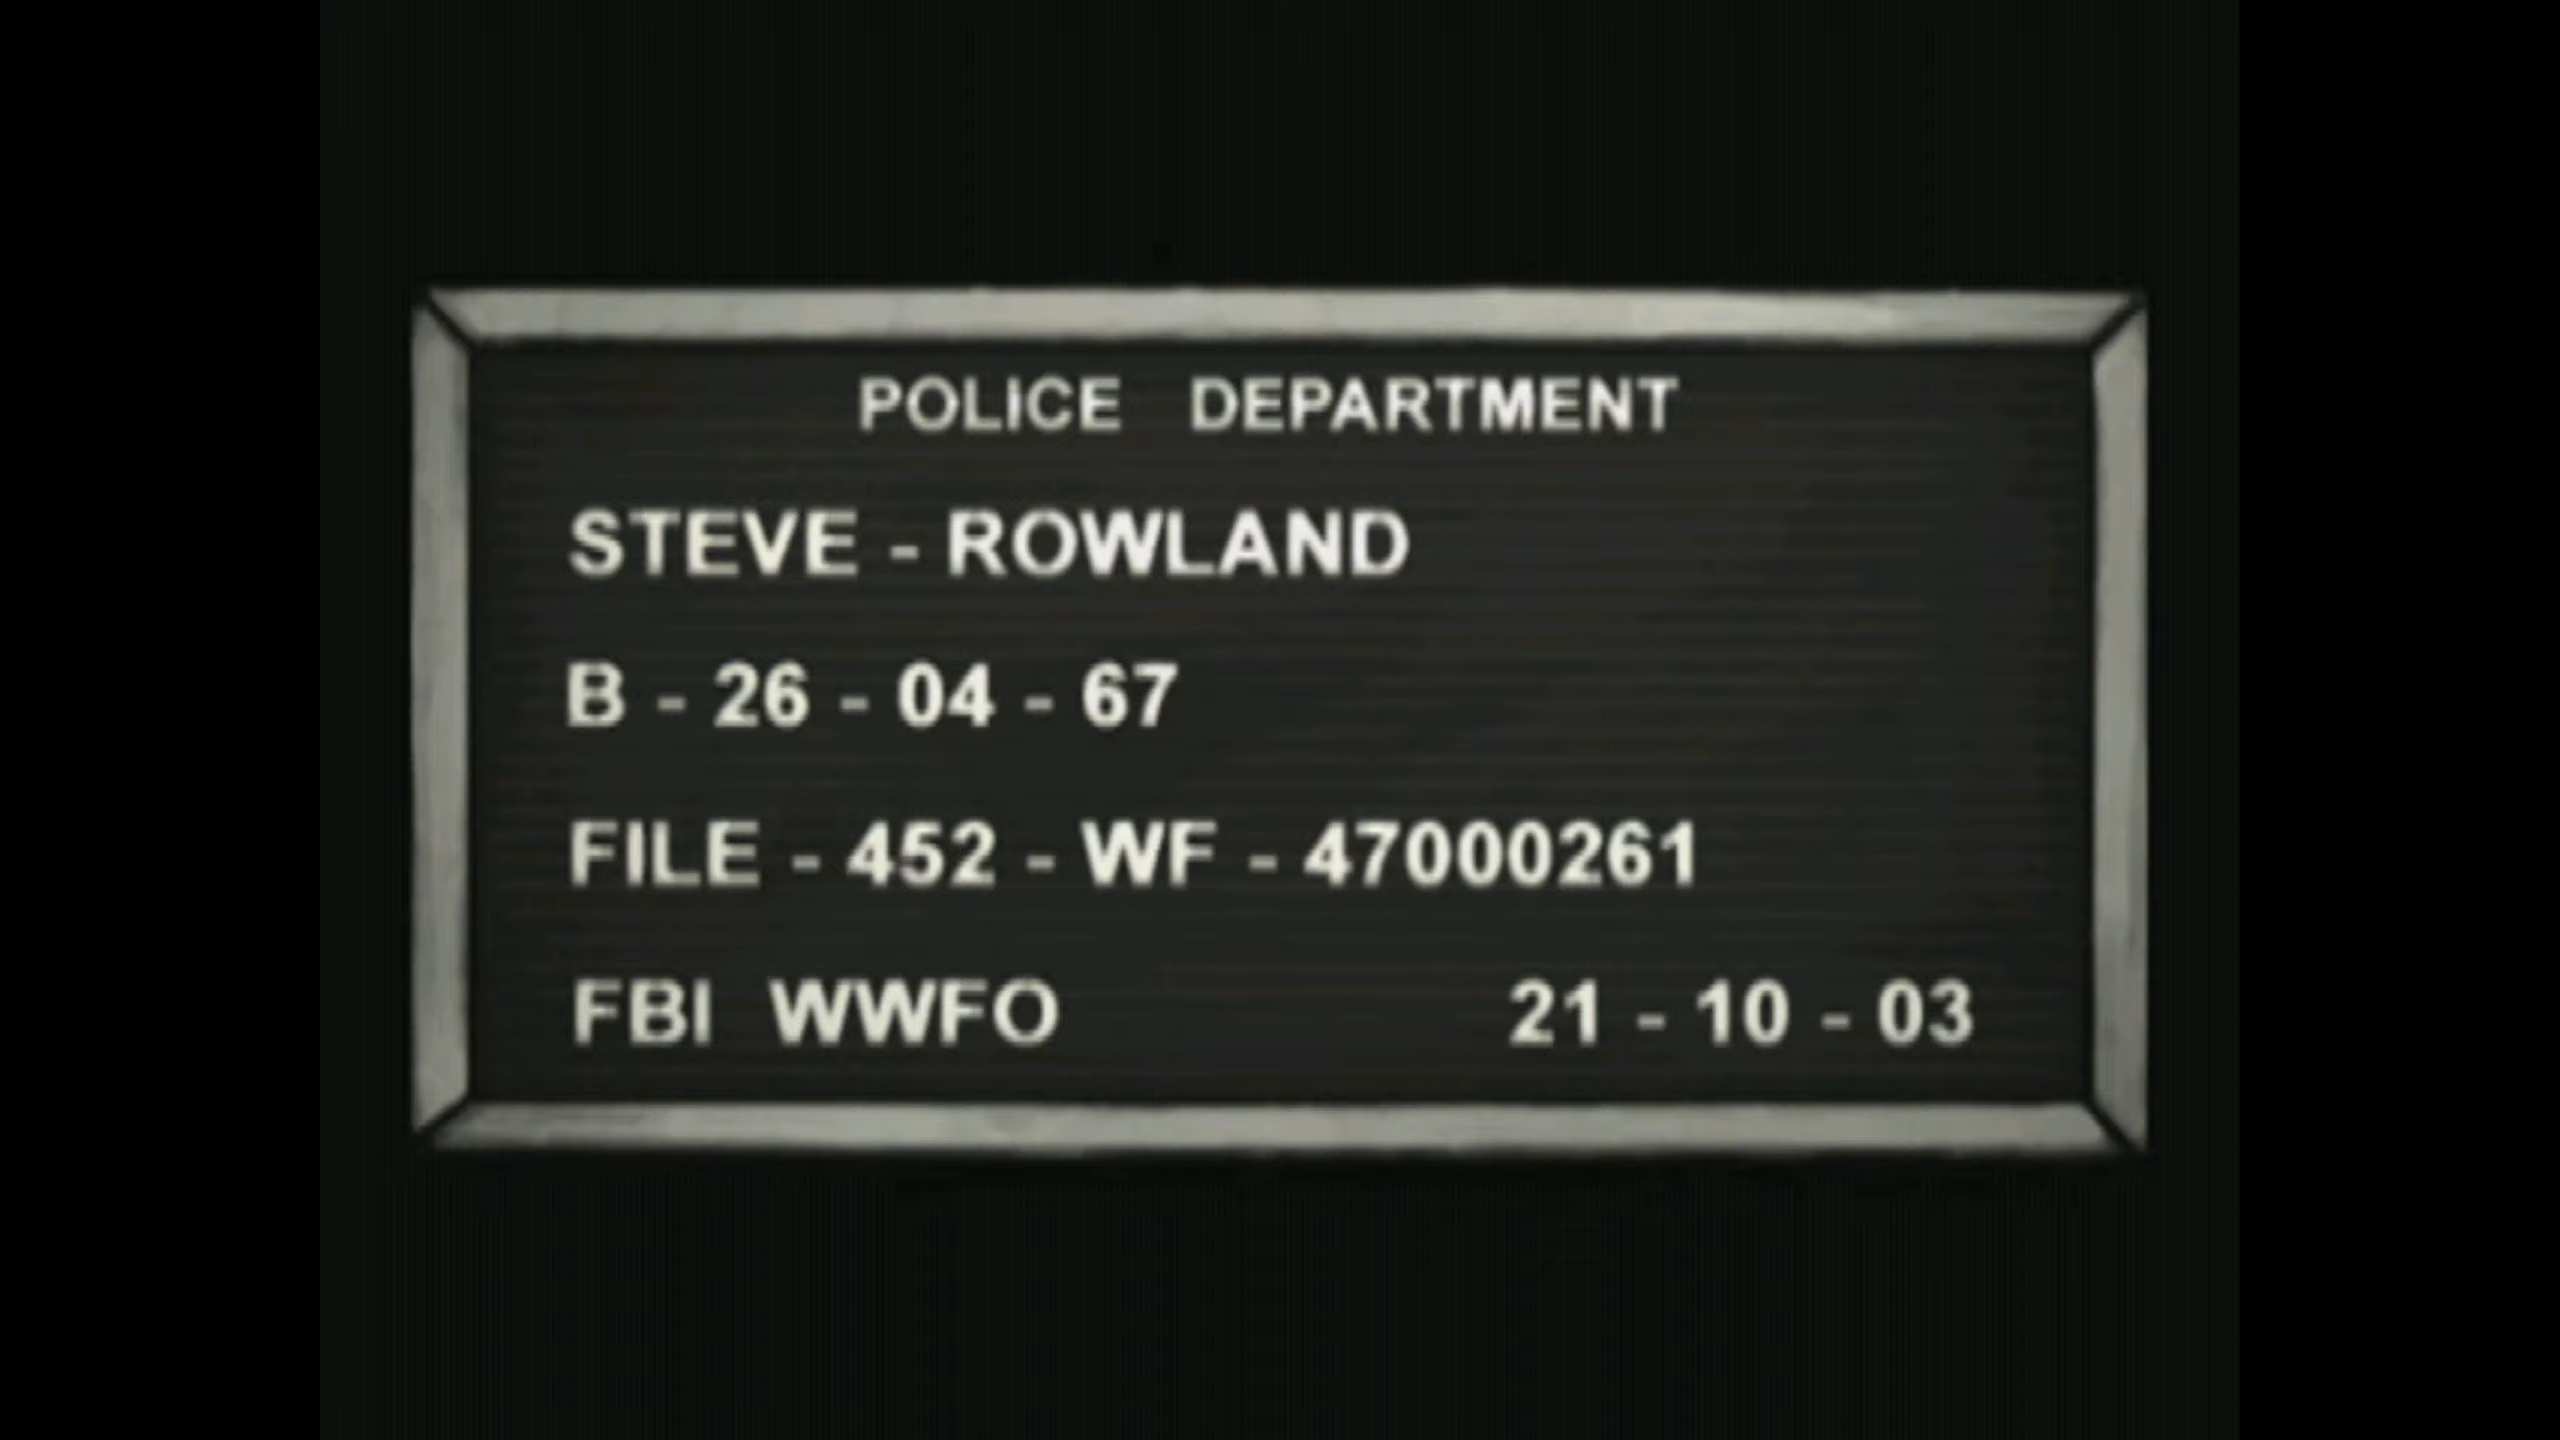 POLICE DEPARTMENT
STEVE - ROWLAND
B - 26 - 04 - 67
FILE - 452 - WF - 47000261
FBI WWFO 21 - 10 - 03